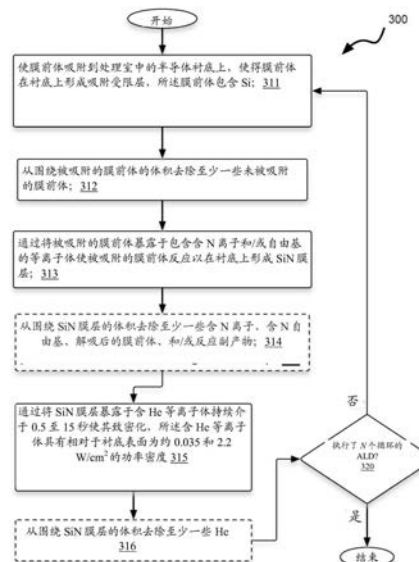 开始
300
使膜前体吸附到处理室中的半导体衬底上，使得膜前体
在衬底上形成吸附受限层，所述膜前体包含 Si；311
从围绕被吸附的膜前体的体积去除至少一些未被吸附
的膜前体；312
通过将被吸附的膜前体暴露于包含含 N 离子和/或自由基
的等离子体使被吸附的膜前体反应以在衬底上形成 SiN 膜
层；313
从围绕 SiN 膜层的体积去除至少一些含 N 离子、含 N 自
由基、解吸后的膜前体、和/或反应副产物；314
通过将 SiN 膜层暴露于含 He 等离子体持续介
于 0.5 至 15 秒使其致密化，所述含 He 等离子
体具有相对于衬底表面为约 0.035 和 2.2
W/cm² 的功率密度 315
从围绕 SiN 膜层的体积去除至少一些 He
316
否
执行了 N 个循环的
ALD?
320
是
结束